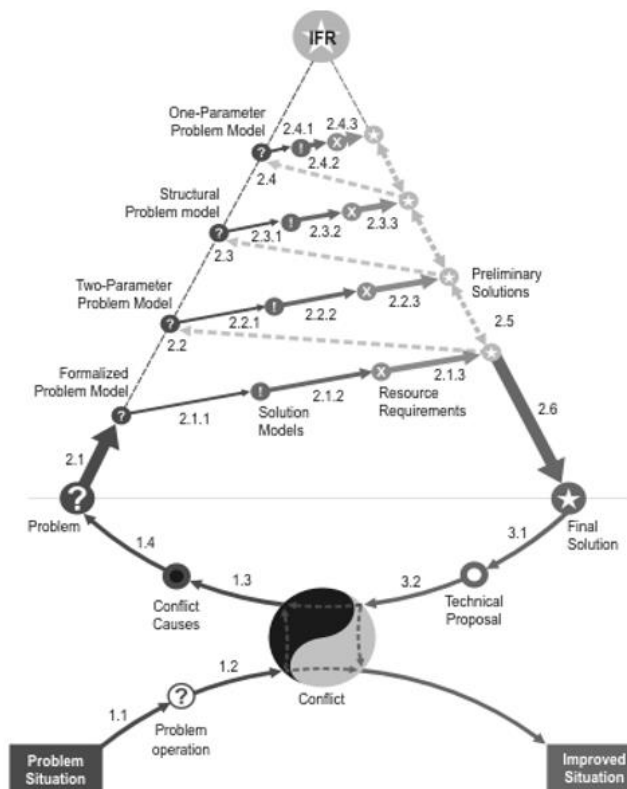 IFR
One-Parameter
Problem Model
2.4.1
2.4.3
2.4.2
2.4
Structural
Problem model
2.3.1
2.3.2
2.3.3
2.3
Two-Parameter
Problem Model
2.2.1
2.2.2
2.2.3
2.2
Preliminary
Solutions
2.5
Formalized
Problem Model
2.1.1
Solution
Models
2.1.2
Resource
Requirements
2.1.3
2.6
2.1
Problem
Final
Solution
1.4
3.1
1.3
3.2
Conflict
Causes
Technical
Proposal
1.2
Conflict
1.1
Problem
operation
Problem
Situation
Improved
Situation